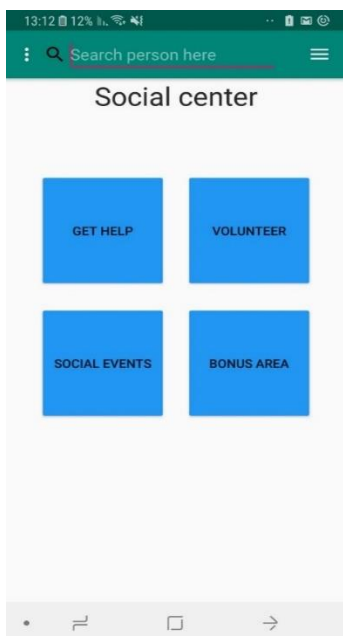 13:12 12%
Search person here
Social center
GET HELP VOLUNTEER
SOCIAL EVENTS BONUS AREA